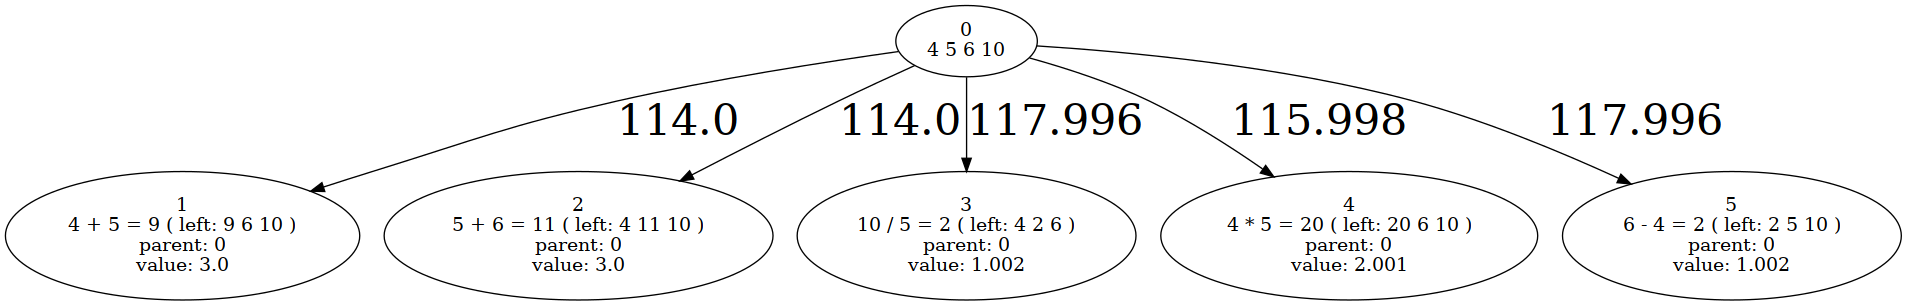 0
4 5 6 10
114.0
114.0
117.996
115.998
117.996
1
4 + 5 = 9 ( left: 9 6 10 )
parent: 0
value: 3.0
2
5 + 6 = 11 ( left: 4 11 10 )
parent: 0
value: 3.0
3
10 / 5 = 2 ( left: 4 2 6 )
parent: 0
value: 1.002
4
4 * 5 = 20 ( left: 20 6 10 )
parent: 0
value: 2.001
5
6 - 4 = 2 ( left: 2 5 10 )
parent: 0
value: 1.002